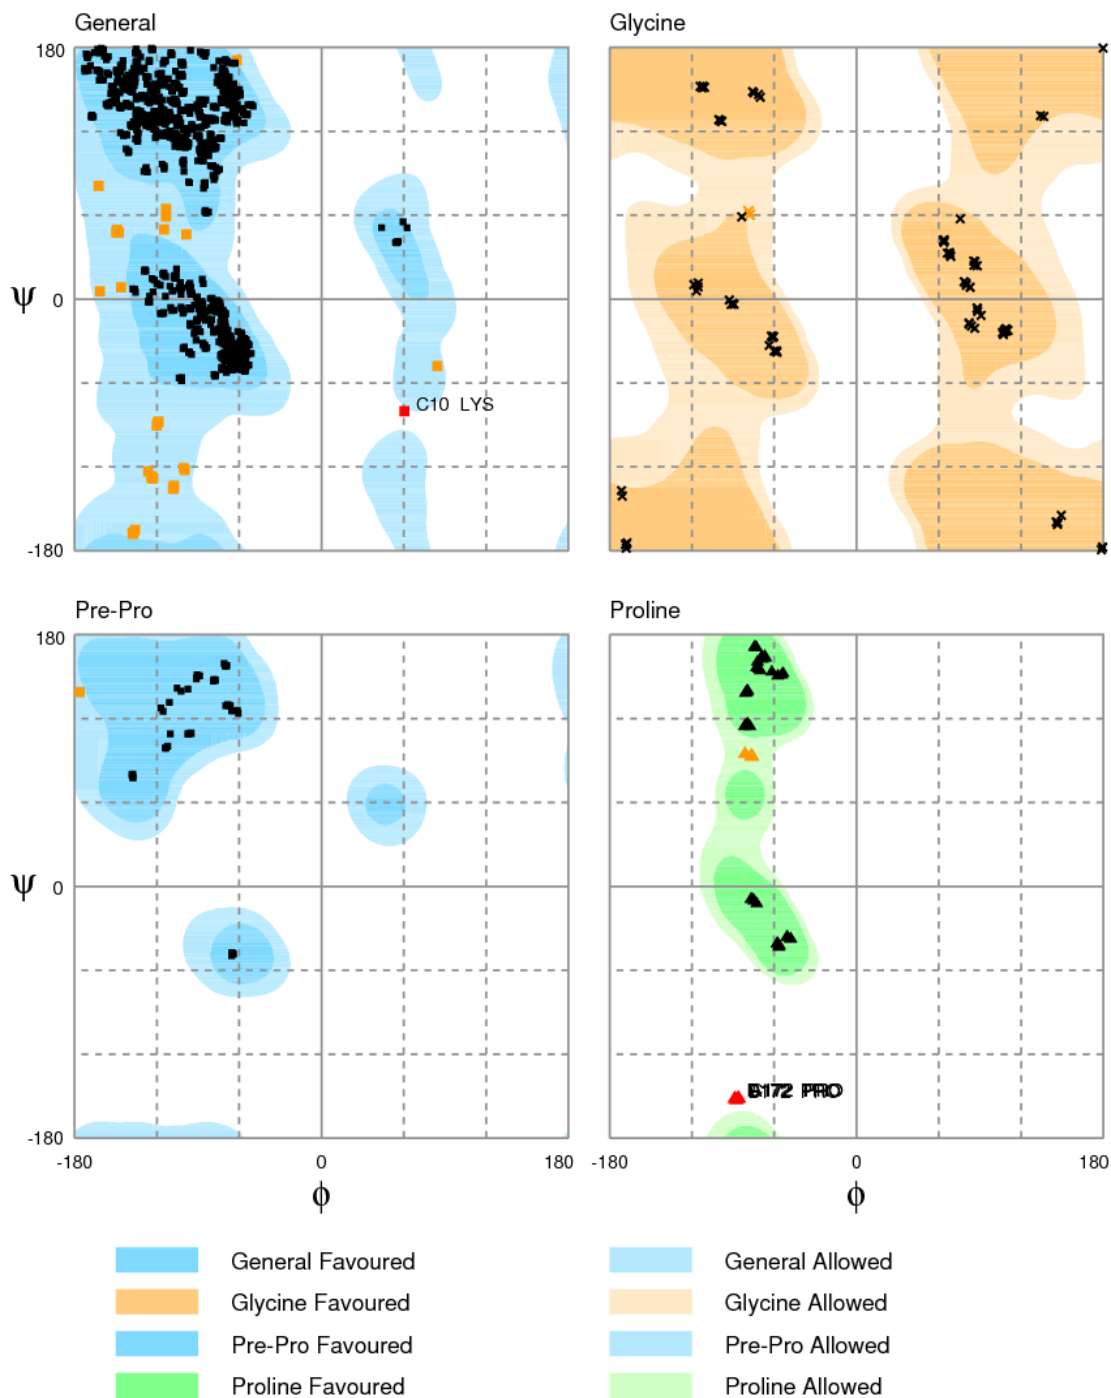 General Glycine
180
ψ 0
C10 LYS
-180
Pre-Pro Proline
180
ψ 0
172 PRO
-180
-180 0 180 -180 0 180
ϕ ϕ
General Favoured General Allowed
Glycine Favoured Glycine Allowed
Pre-Pro Favoured Pre-Pro Allowed
Proline Favoured Proline Allowed